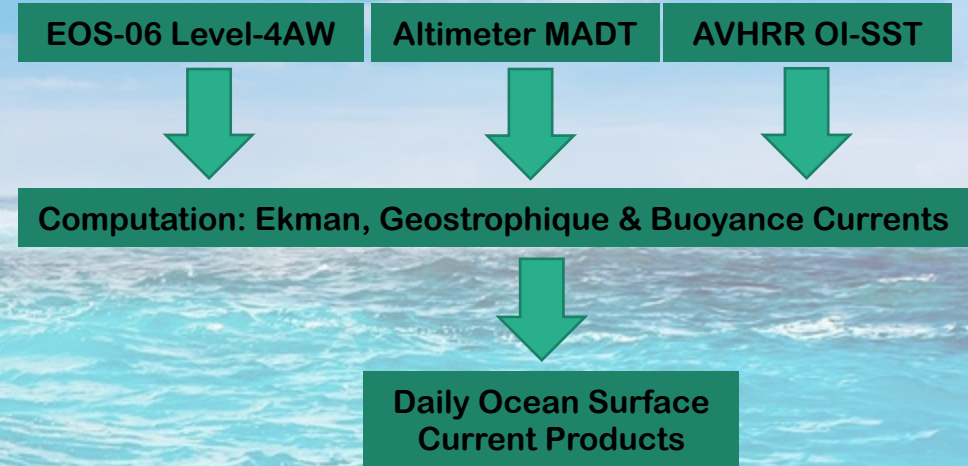 EOS-06 Level-4AW
Altimeter MADT
AVHRR OI-SST
Computation: Ekman, Geostrophique & Buoyance Currents
Daily Ocean Surface
Current Products